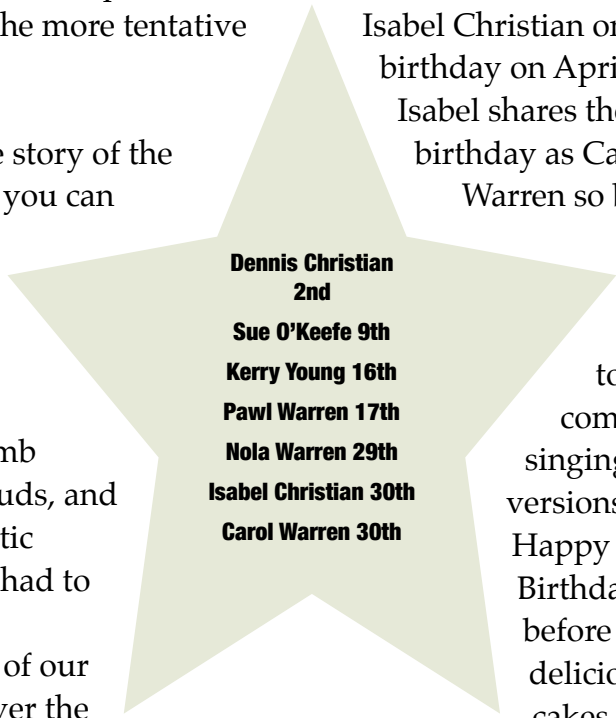 he more tentative
e story of the
you can
mb
uds, and
tic
had to
of our
ver the
Dennis Christian
2nd
Sue O’Keefe 9th
Kerry Young 16th
Pawl Warren 17th
Nola Warren 29th
Isabel Christian 30th
Carol Warren 30th
Isabel Christian on
birthday on Apri
Isabel shares the
birthday as Ca
Warren so
to
com
singing
versions
Happy
Birthda
before
delicio
cakes